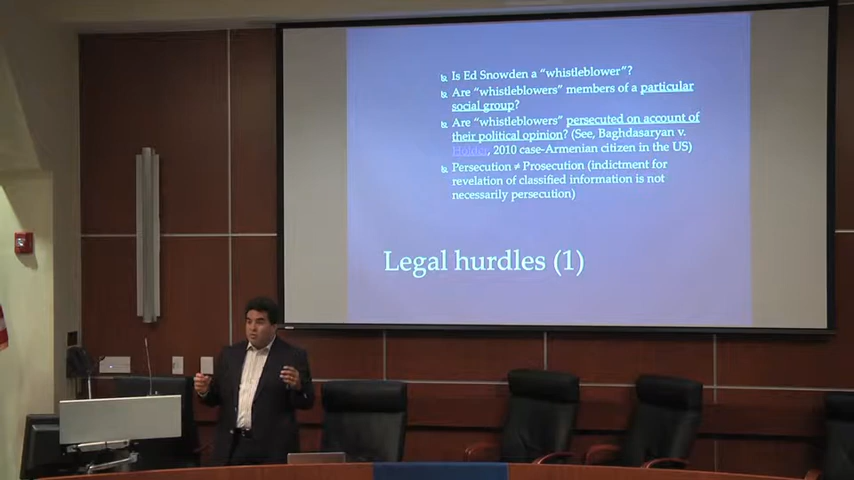 Is Ed Snowden a “whistleblower”?
Are “whistleblowers” members of a particular
social group?
Are “whistleblowers” persecuted on account of
their political opinion? (See, Baghdasaryan v.
Holder, 2010 case-Armenian citizen in the US)
Persecution ≠ Prosecution (indictment for
revelation of classified information is not
necessarily persecution)
Legal hurdles (1)